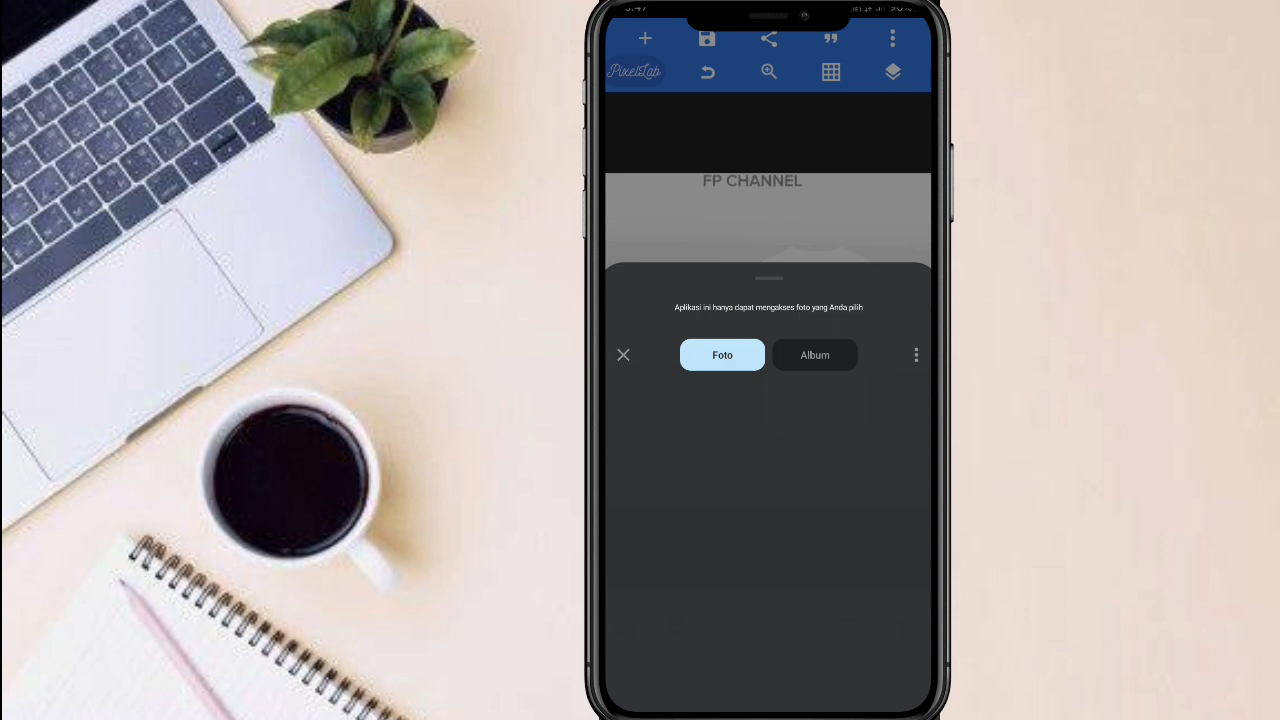 PixelLab
FP CHANNEL
Aplikasi ini hanya dapat mengakses foto yang Anda pilih
Foto
Album